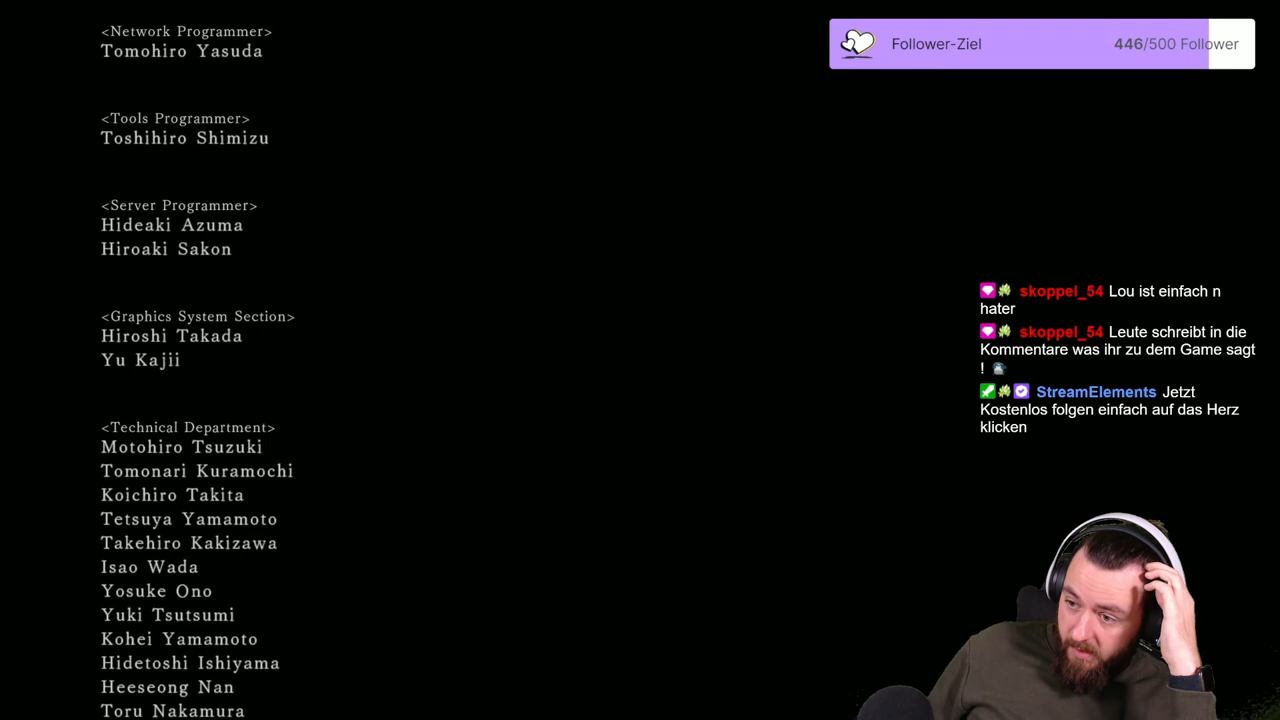 <Network Programmer>
Tomohiro Yasuda
<Tools Programmer>
Toshihiro Shimizu
<Server Programmer>
Hideaki Azuma
Hiroaki Sakon
<Graphics System Section>
Hiroshi Takada
Yu Kajii
<Technical Department>
Motohiro Tsuzuki
Tomonari Kuramochi
Koichiro Takita
Tetsuya Yamamoto
Takehiro Kakizawa
Isao Wada
Yosuke Ono
Yuki Tsutsumi
Kohei Yamamoto
Hidetoshi Ishiyama
Heeseong Nan
Toru Nakamura
Follower-Ziel 446/500 Follower
skoppel_54 Lou ist einfach n
hater
skoppel_54 Leute schreibt in die
Kommentare was ihr zu dem Game sagt
!
StreamElements Jetzt
Kostenlos folgen einfach auf das Herz
klicken